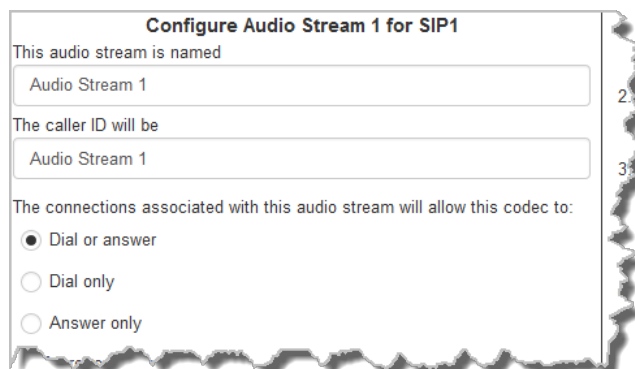 Configure Audio Stream 1 for SIP1
This audio stream is named
Audio Stream 1
2.
The caller ID will be
Audio Stream 1
3
The connections associated with this audio stream will allow this codec to:
Dial or answer
Dial only
Answer only